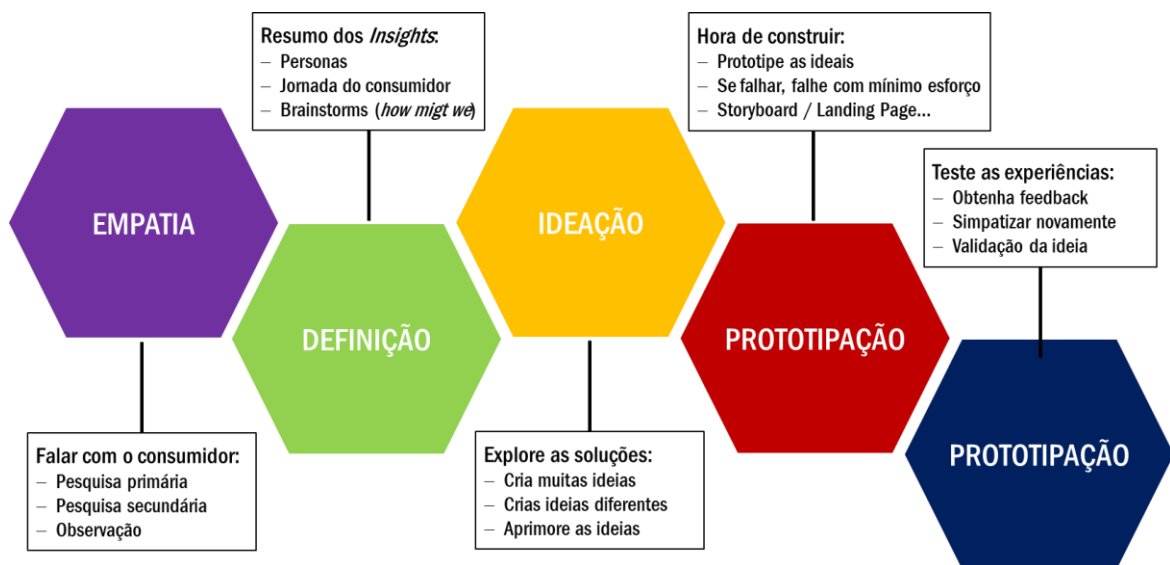 Resumo dos Insights:
– Personas
– Jornada do consumidor
– Brainstorms (how migt we)
Hora de construir:
– Prototipe as ideais
– Se falhar, falhe com mínimo esforço
– Storyboard / Landing Page...
Teste as experiências:
– Obtenha feedback
– Simpatizar novamente
– Validação da ideia
EMPATIA
DEFINIÇÃO
IDEAÇÃO
PROTOTIPAÇÃO
PROTOTIPAÇÃO
Falar com o consumidor:
– Pesquisa primária
– Pesquisa secundária
– Observação
Explore as soluções:
– Cria muitas ideias
– Crias ideias diferentes
– Aprimore as ideias